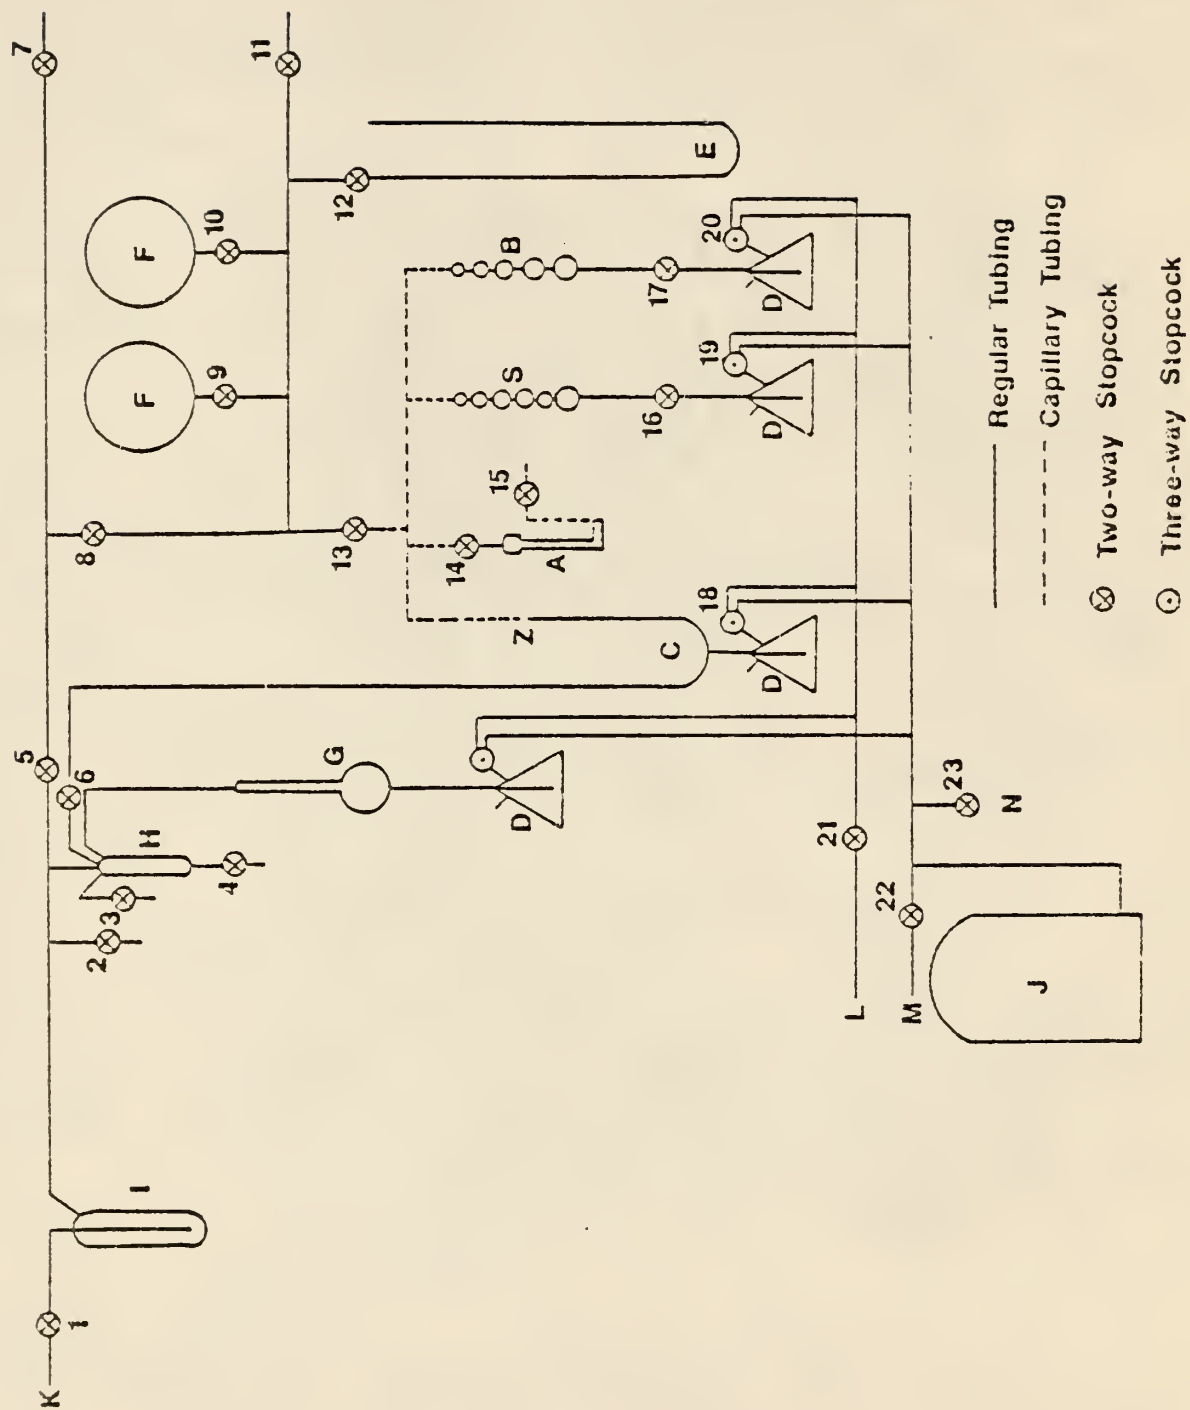 K
1
I
2
3
4
H
5
6
G
D
7
8
F
9
F
10
11
12
E
13
14
A
15
S
16
B
17
Z
C
18
D
19
D
20
D
L
21
M
22
23
N
J
Regular Tubing
Capillary Tubing
Two-way Stopcock
Three-way Stopcock